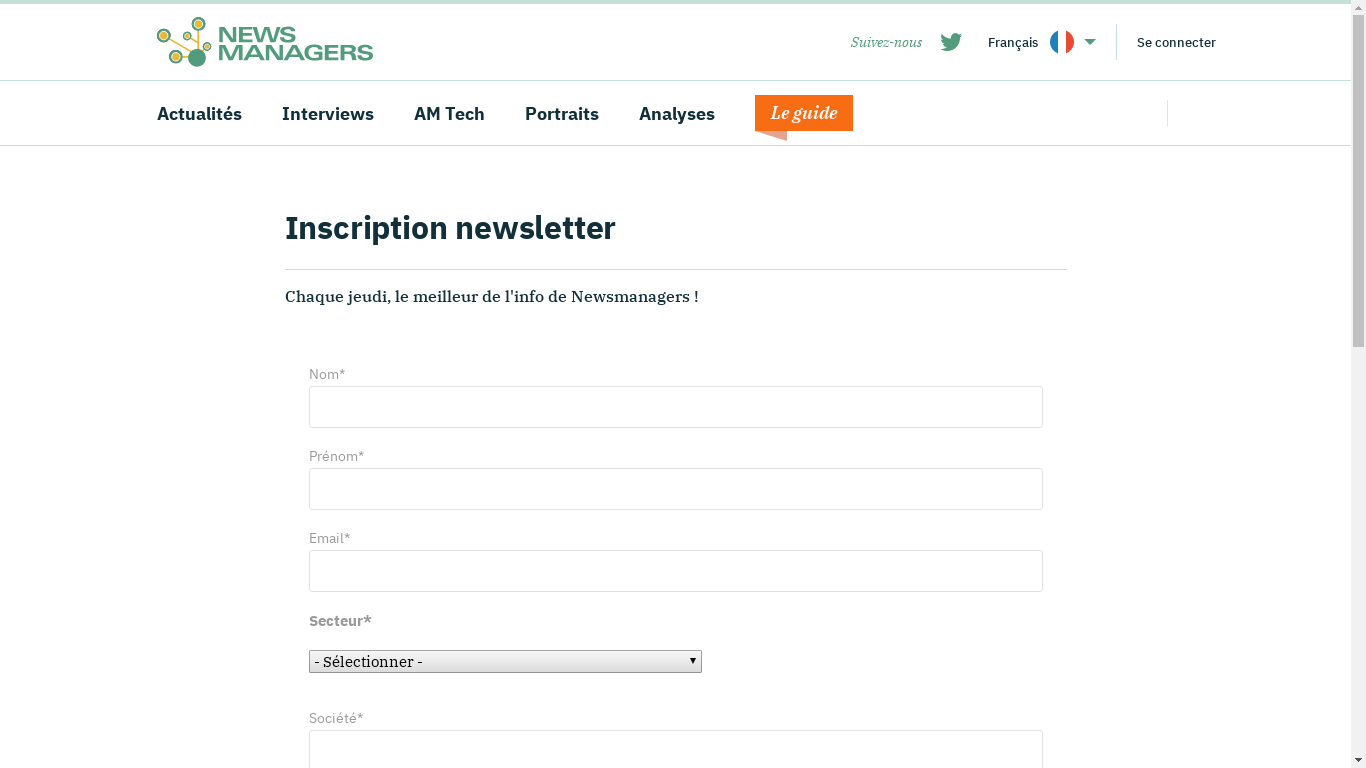 NEWS
MANAGERS
Suivez-nous
Français
Se connecter
Actualités
Interviews
AM Tech
Portraits
Analyses
Le guide
Inscription newsletter
Chaque jeudi, le meilleur de l'info de Newsmanagers !
Nom*
Prénom*
Email*
Secteur*
- Sélectionner -
Société*